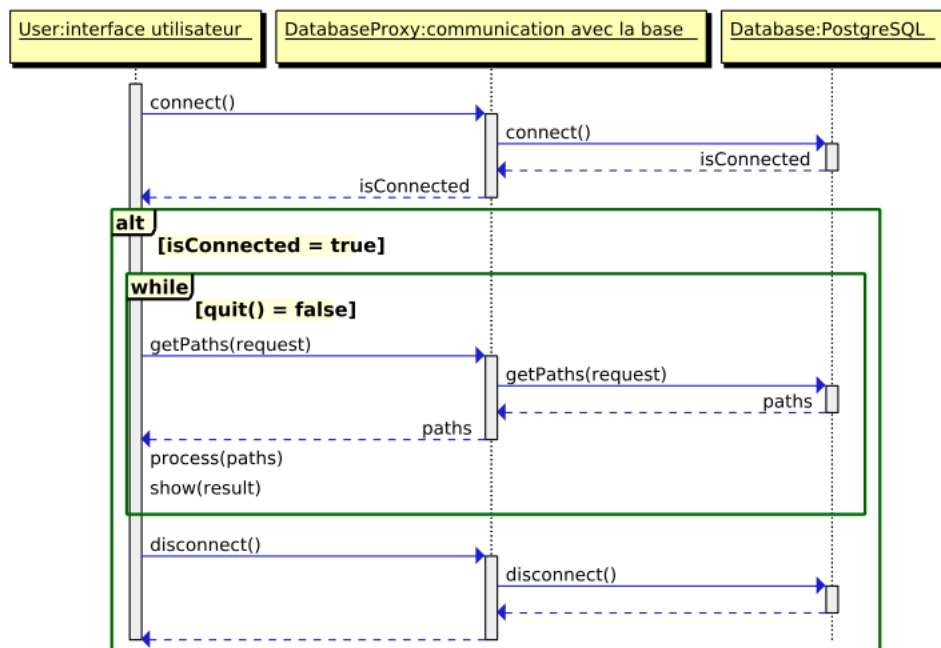 User:interface utilisateur
DatabaseProxy:communication avec la base
Database:PostgreSQL
connect()
connect()
isConnected
isConnected
alt
[isConnected = true]
while
[quit() = false]
getPaths(request)
getPaths(request)
paths
paths
process(paths)
show(result)
disconnect()
disconnect()